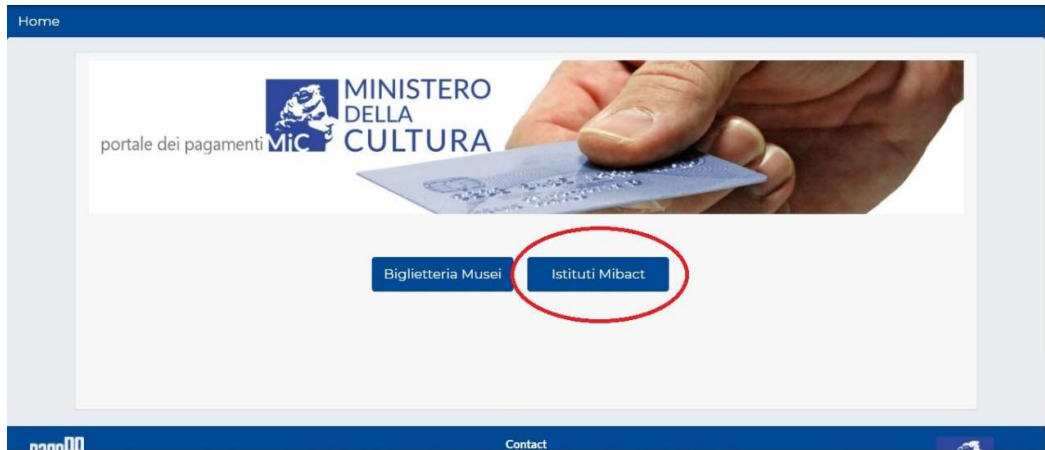 Home
portale dei pagamenti MiC
MINISTERO
DELLA
CULTURA
Biglietteria Musei
Istituti Mibact
Contact